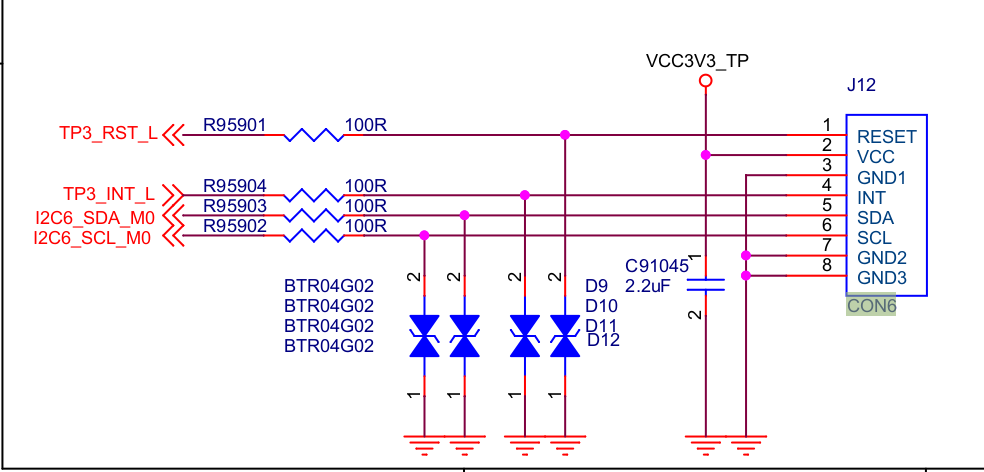 VCC3V3_TP
J12
TP3_RST_L
R95901
100R
1
RESET
2
VCC
3
GND1
TP3_INT_L
R95904
100R
4
INT
I2C6_SDA_M0
R95903
100R
5
SDA
I2C6_SCL_M0
R95902
100R
6
SCL
7
GND2
8
GND3
CON6
BTR04G02
BTR04G02
BTR04G02
BTR04G02
2
2
2
2
D9
D10
D11
D12
C91045
2.2uF
1
2
1
1
1
1